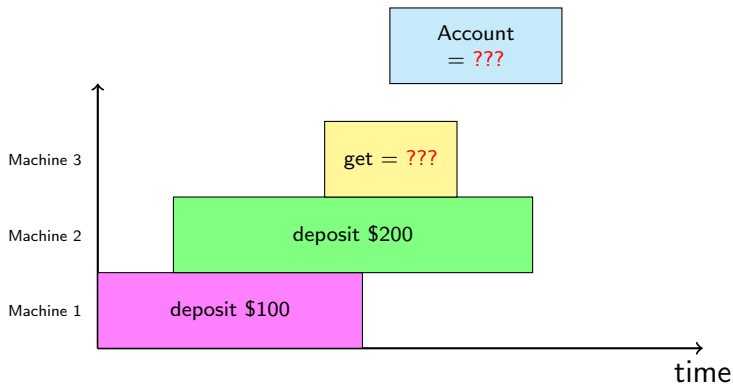 Account
= ???
Machine 3
get = ???
Machine 2
deposit $200
Machine 1
deposit $100
time